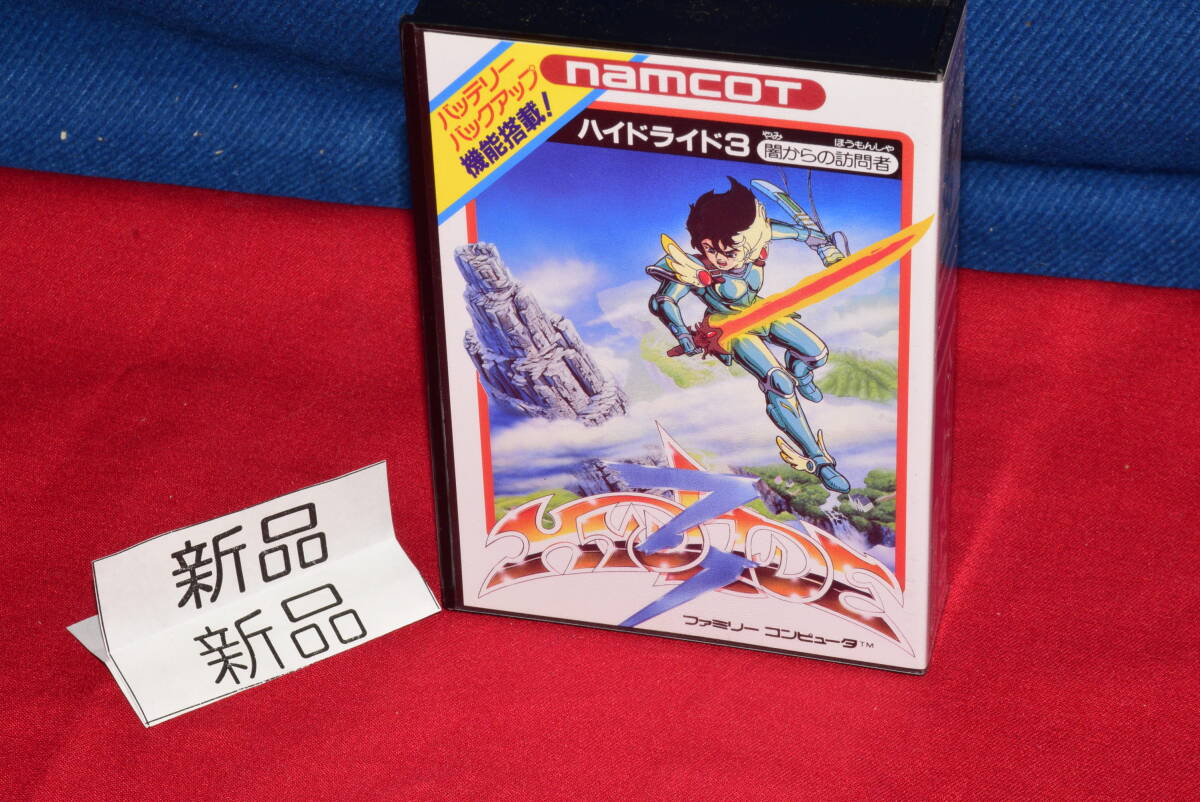 バッテリー
バックアップ
機能搭載!
namcoT
ハイドライド3
やみ ほうもんしゃ
闇からの訪問者
3
ファミリー コンピュータ™
新品
新品